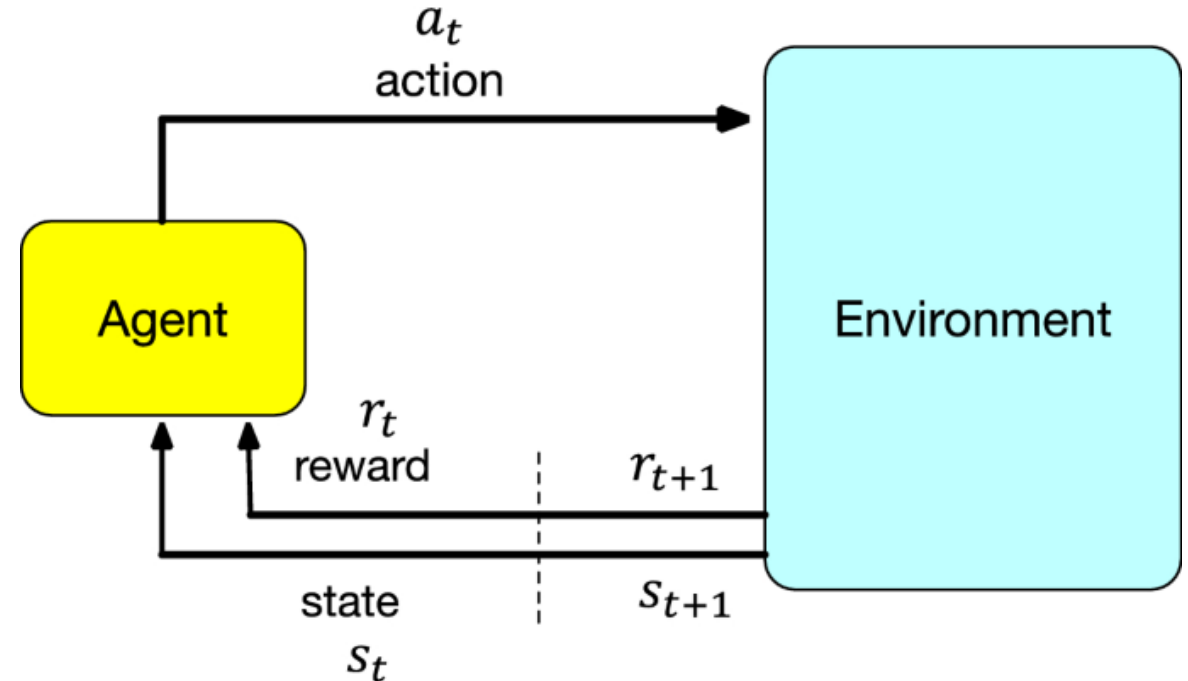 a_t
action
Agent
Environment
r_t
reward
r_{t+1}
state
s_{t+1}
s_t